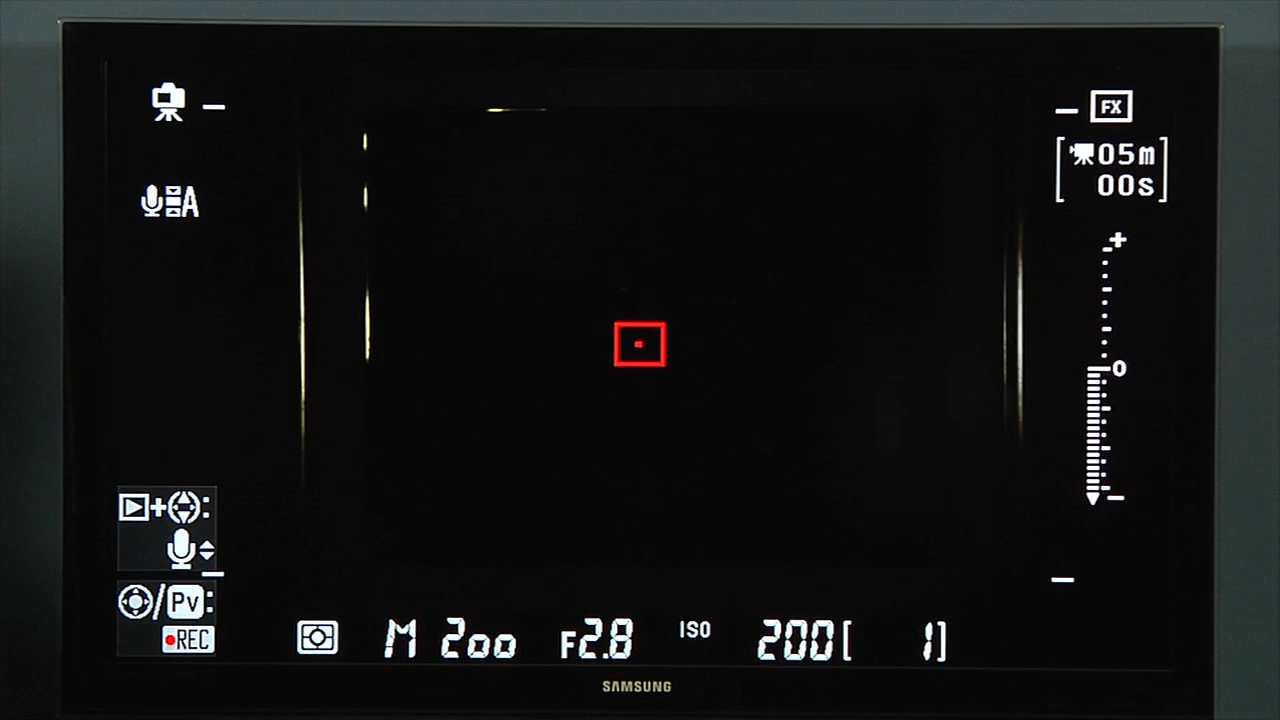 FX
05m
00s
A
+
0
−
+ :
/ Pv:
REC
M 200 F2.8 ISO 200[ 1]
SAMSUNG